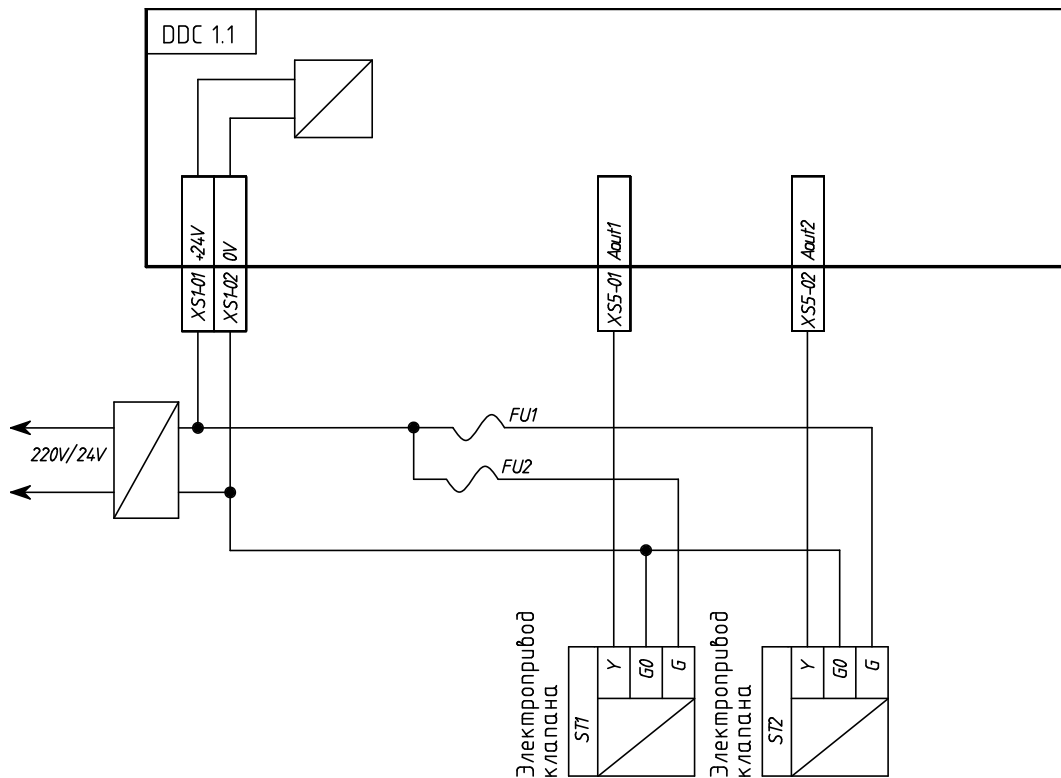 DDC 1.1
XS1-01 +24V
XS1-02 0V
XS5-01 Aout1
XS5-02 Aout2
220V/24V
FU1
FU2
Электропривод
клапана
ST1
Y
G0
G
Электропривод
клапана
ST2
Y
G0
G